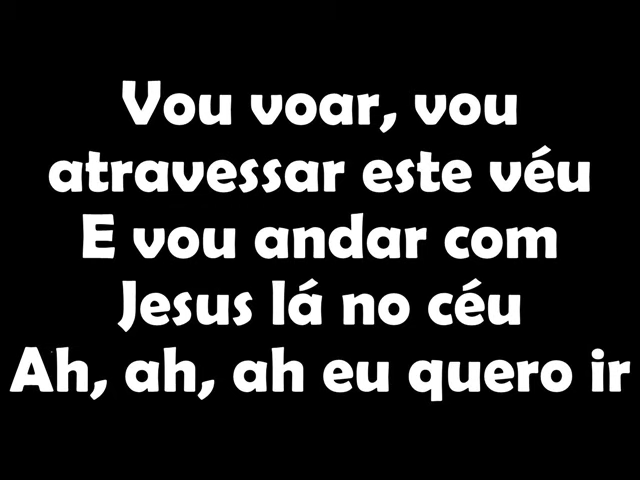 Vou voar, vou
atravessar este véu
E vou andar com
Jesus lá no céu
Ah, ah, ah eu quero ir